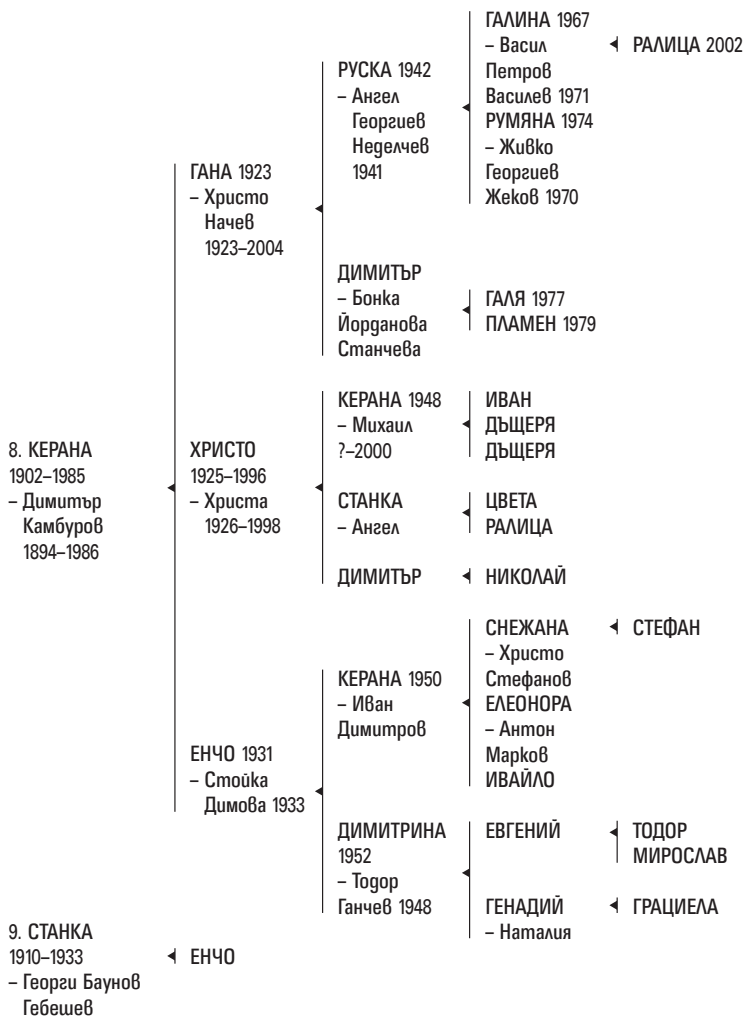 ГАЛИНА 1967
– Васил
Петров
Василев 1971
РУМЯНА 1974
– Живко
Георгиев
Жеков 1970
РАЛИЦА 2002
РУСКА 1942
– Ангел
Георгиев
Неделчев
1941
ГАНА 1923
– Христо
Начев
1923–2004
ДИМИТЪР
– Бонка
Йорданова
Станчева
ГАЛЯ 1977
ПЛАМЕН 1979
8. КЕРАНА
1902–1985
– Димитър
Камбуров
1894–1986
ХРИСТО
1925–1996
– Христа
1926–1998
КЕРАНА 1948
– Михаил
?–2000
ИВАН
ДЪЩЕРЯ
ДЪЩЕРЯ
СТАНКА
– Ангел
ЦВЕТА
РАЛИЦА
ДИМИТЪР
НИКОЛАЙ
ЕНЧО 1931
– Стойка
Димова 1933
КЕРАНА 1950
– Иван
Димитров
СНЕЖАНА
– Христо
Стефанов
ЕЛЕОНОРА
– Антон
Марков
ИВАЙЛО
СТЕФАН
ДИМИТРИНА
1952
– Тодор
Ганчев 1948
ЕВГЕНИЙ
ТОДОР
МИРОСЛАВ
ГЕНАДИЙ
– Наталия
ГРАЦИЕЛА
9. СТАНКА
1910–1933
– Георги Баунов
Гебешев
ЕНЧО